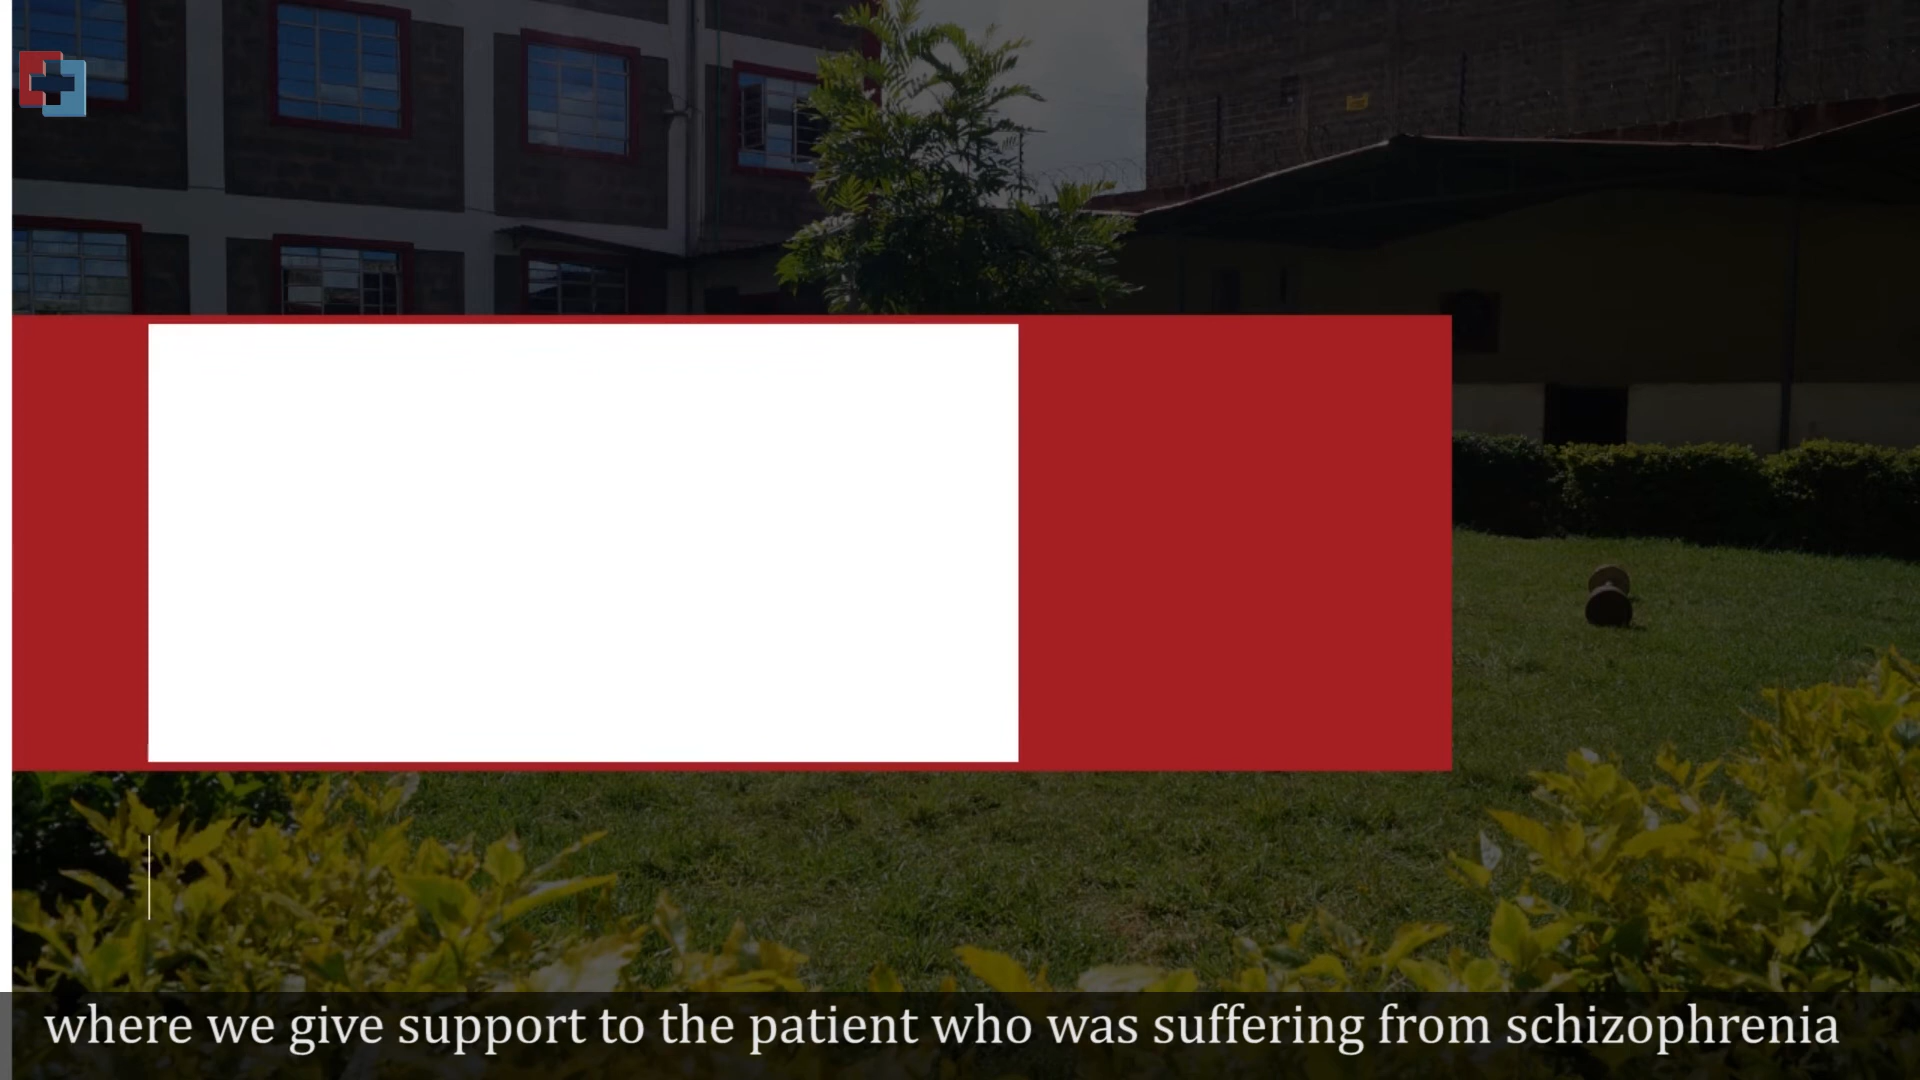 where we give support to the patient who was suffering from schizophrenia